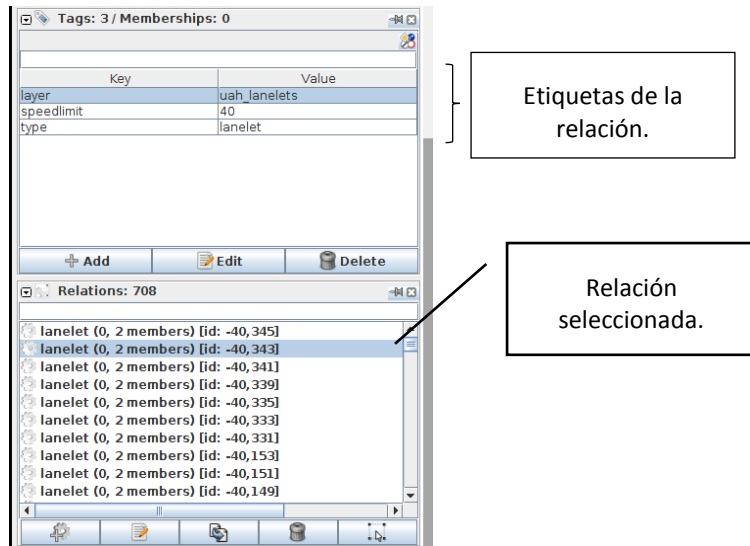 Tags: 3 / Memberships: 0
Key Value
layer uah_lanelets
speedlimit 40
type lanelet
Add Edit Delete
Etiquetas de la
relación.
Relations: 708
lanelet (0, 2 members) [id: -40,345]
lanelet (0, 2 members) [id: -40,343]
lanelet (0, 2 members) [id: -40,341]
lanelet (0, 2 members) [id: -40,339]
lanelet (0, 2 members) [id: -40,335]
lanelet (0, 2 members) [id: -40,333]
lanelet (0, 2 members) [id: -40,331]
lanelet (0, 2 members) [id: -40,153]
lanelet (0, 2 members) [id: -40,151]
lanelet (0, 2 members) [id: -40,149]
Relación
seleccionada.